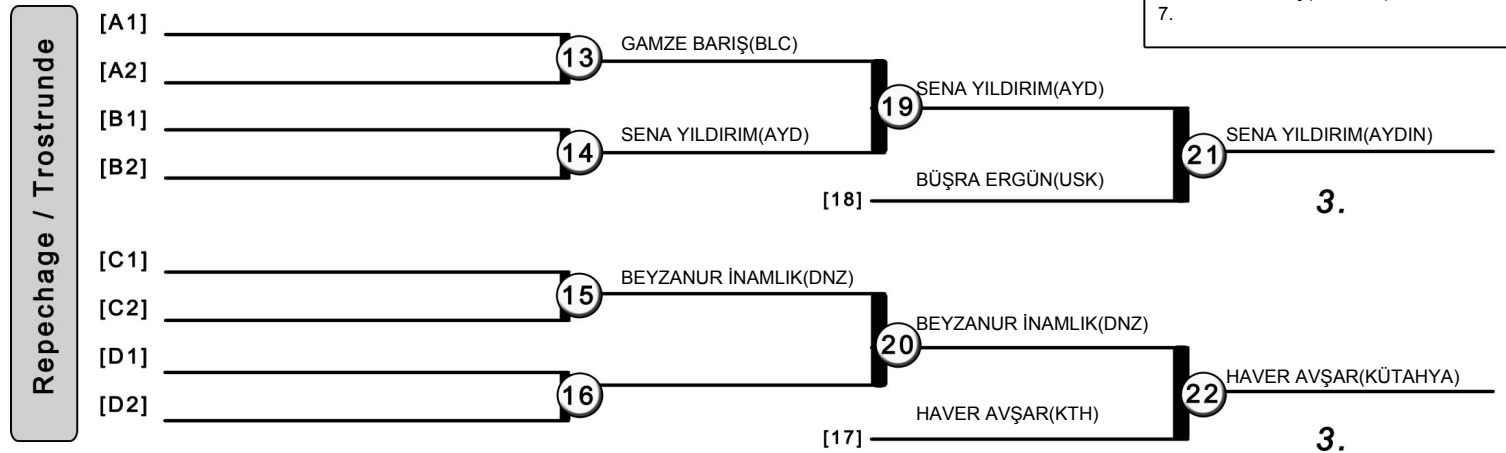 7.
Repechage / Trostrunde
[A1]
[A2]
[B1]
[B2]
13
14
GAMZE BARIŞ(BLC)
SENA YILDIRIM(AYD)
19
SENA YILDIRIM(AYD)
BÜŞRA ERGÜN(USK)
[18]
21
SENA YILDIRIM(AYDIN)
3.
[C1]
[C2]
[D1]
[D2]
15
16
BEYZANUR İNAMLIK(DNZ)
20
BEYZANUR İNAMLIK(DNZ)
HAVER AVŞAR(KTH)
[17]
22
HAVER AVŞAR(KÜTAHYA)
3.